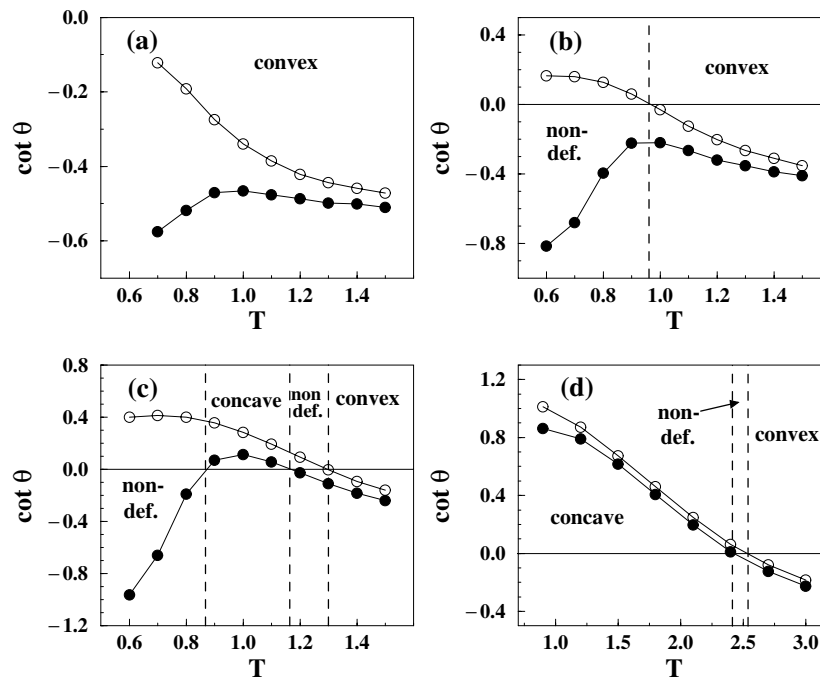 (a)
convex
0.0
−0.2
−0.4
−0.6
cot θ
0.6 0.8 1.0 1.2 1.4
T
(b)
convex
non-
def.
0.4
0.0
−0.4
−0.8
cot θ
0.6 0.8 1.0 1.2 1.4
T
(c)
concave
non
def.
convex
non-
def.
0.8
0.4
0.0
−0.4
−0.8
−1.2
cot θ
0.6 0.8 1.0 1.2 1.4
T
(d)
non-
def.
convex
concave
1.2
0.8
0.4
0.0
−0.4
cot θ
1.0 1.5 2.0 2.5 3.0
T